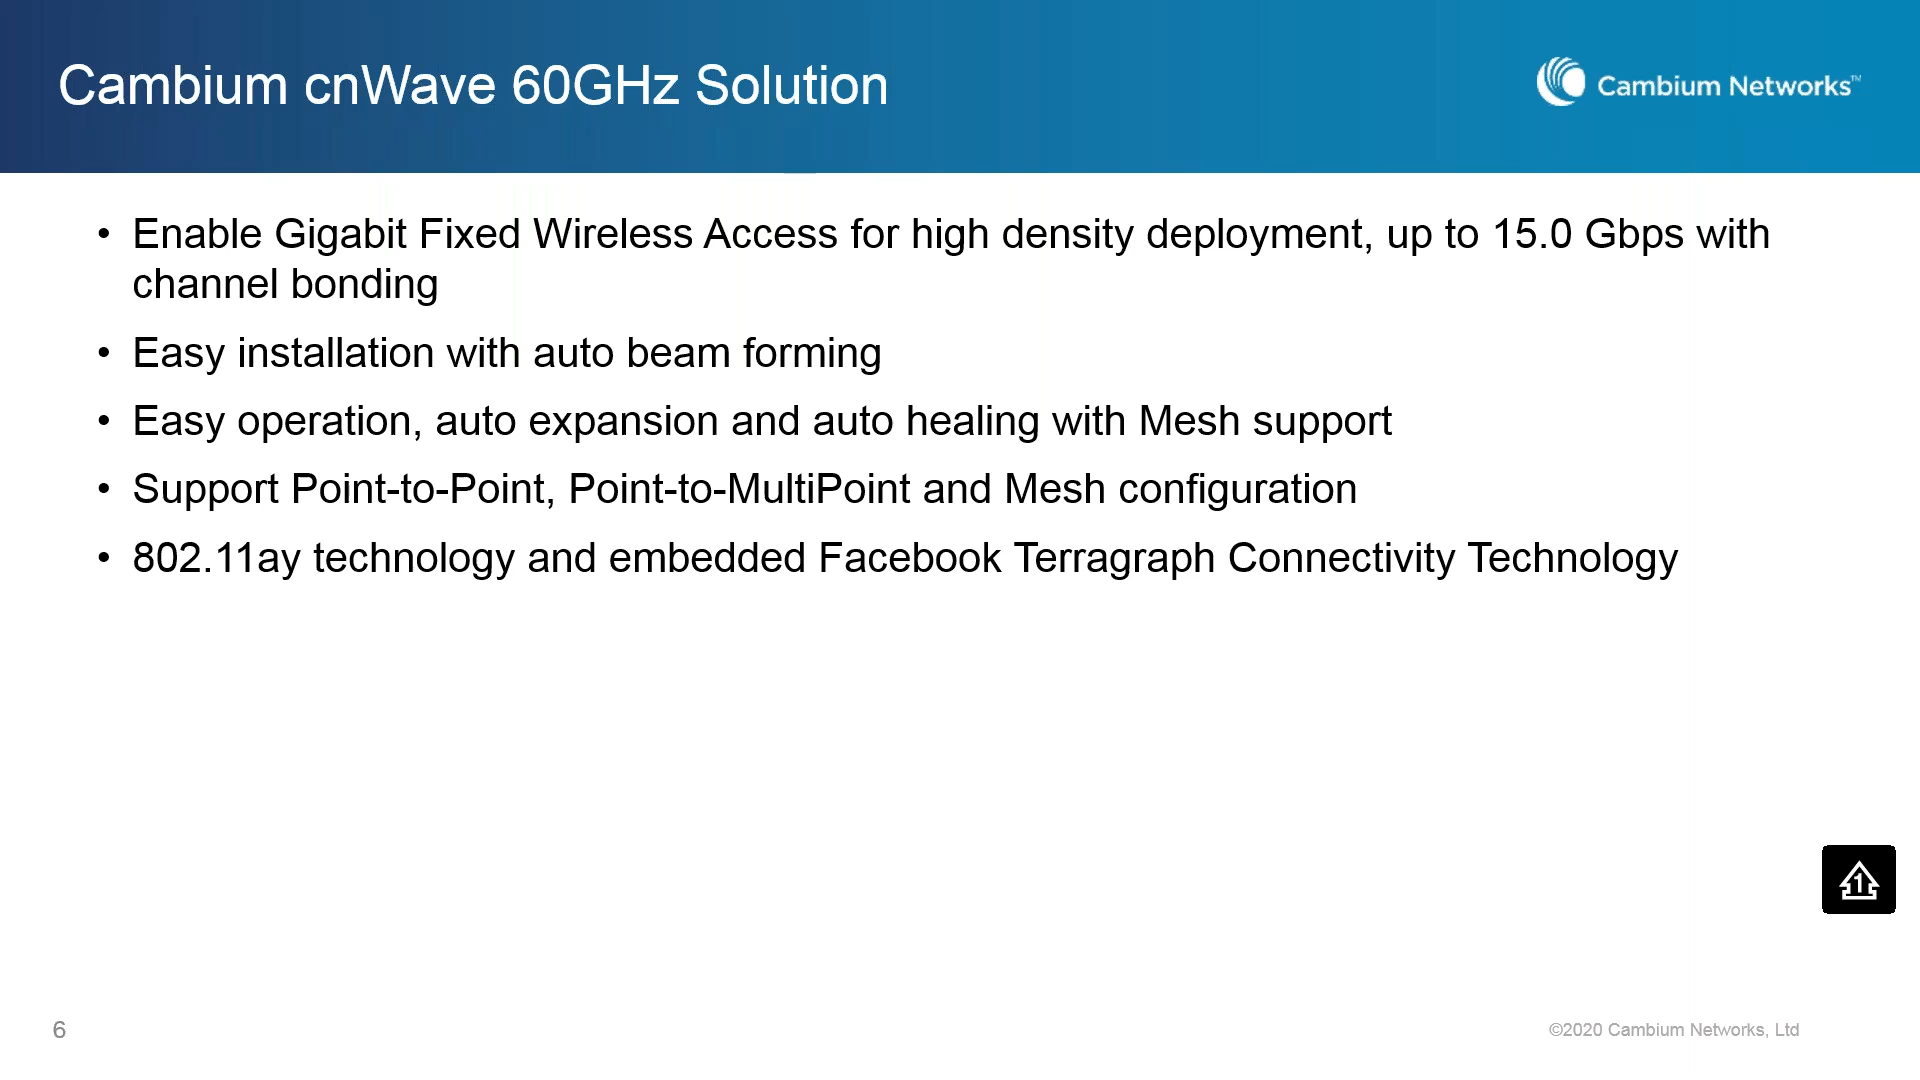 Cambium cnWave 60GHz Solution
Cambium Networks™
• Enable Gigabit Fixed Wireless Access for high density deployment, up to 15.0 Gbps with
channel bonding
• Easy installation with auto beam forming
• Easy operation, auto expansion and auto healing with Mesh support
• Support Point-to-Point, Point-to-MultiPoint and Mesh configuration
• 802.11ay technology and embedded Facebook Terragraph Connectivity Technology
1
6
©2020 Cambium Networks, Ltd